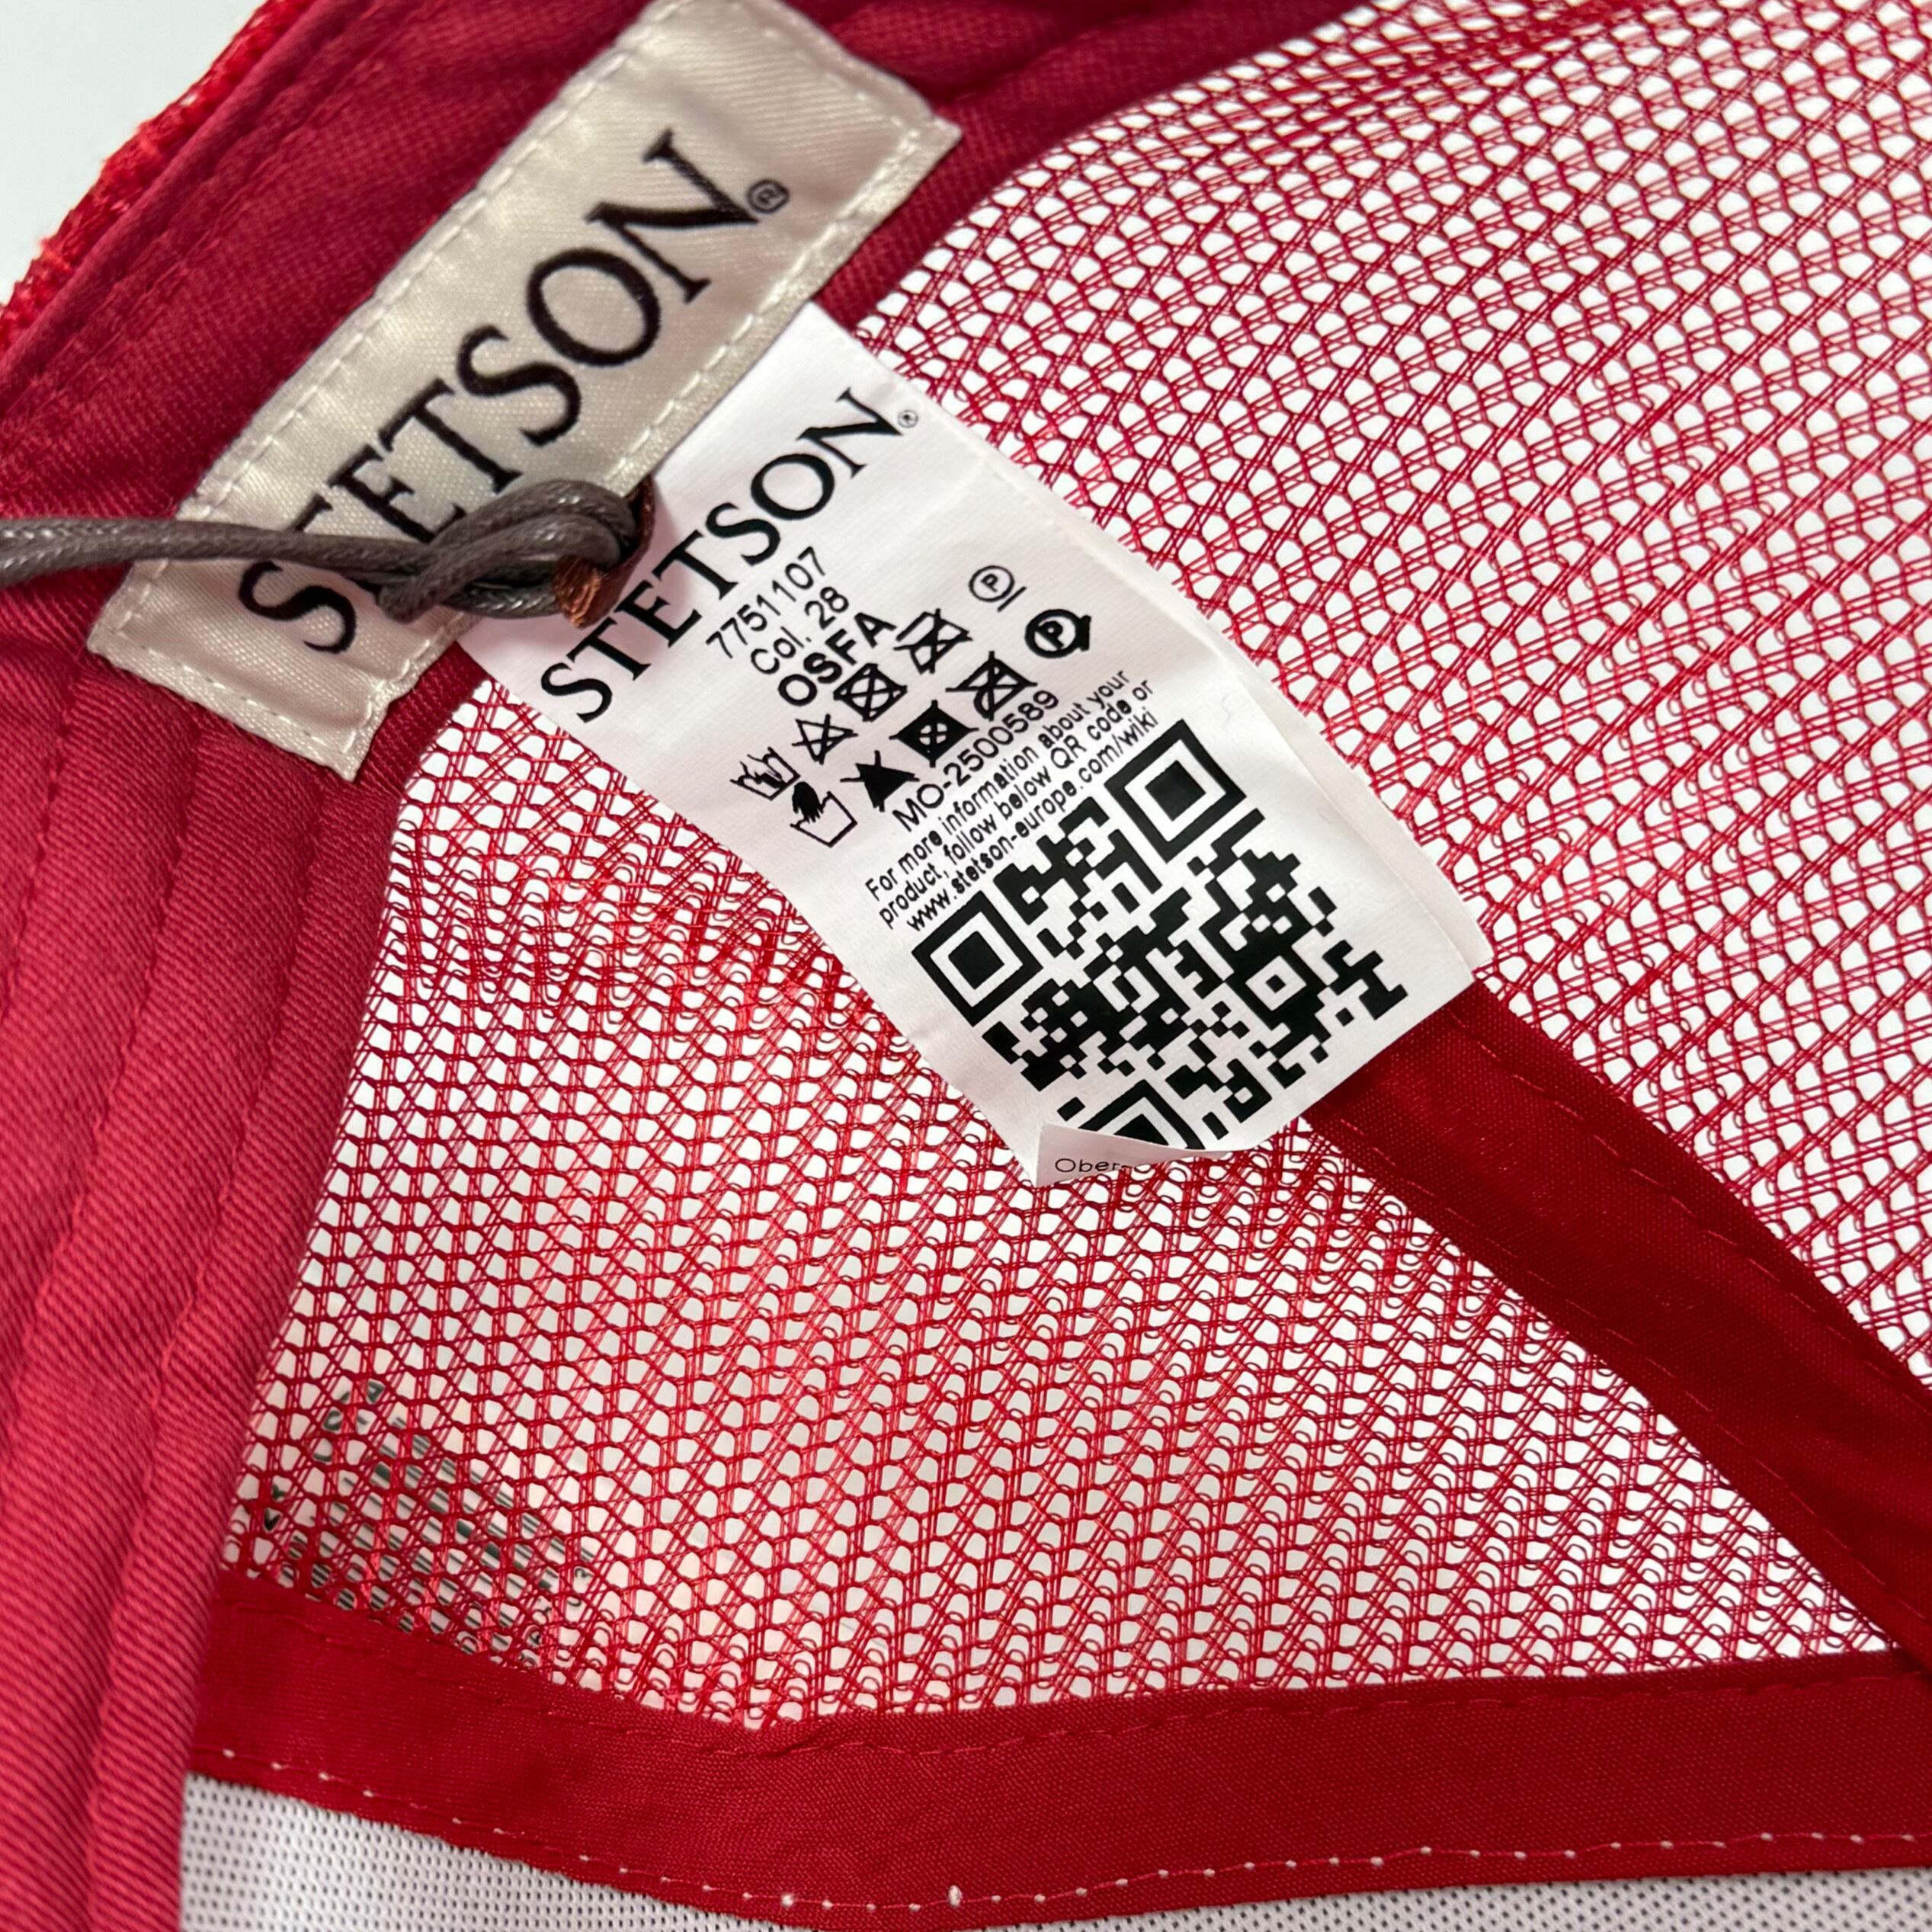 STETSON®
STETSON®
7751107
Col. 28
OSFA
MO-2500589
For more information about your
product, follow below QR code or
www.stetson-europe.com/wiki
Ober